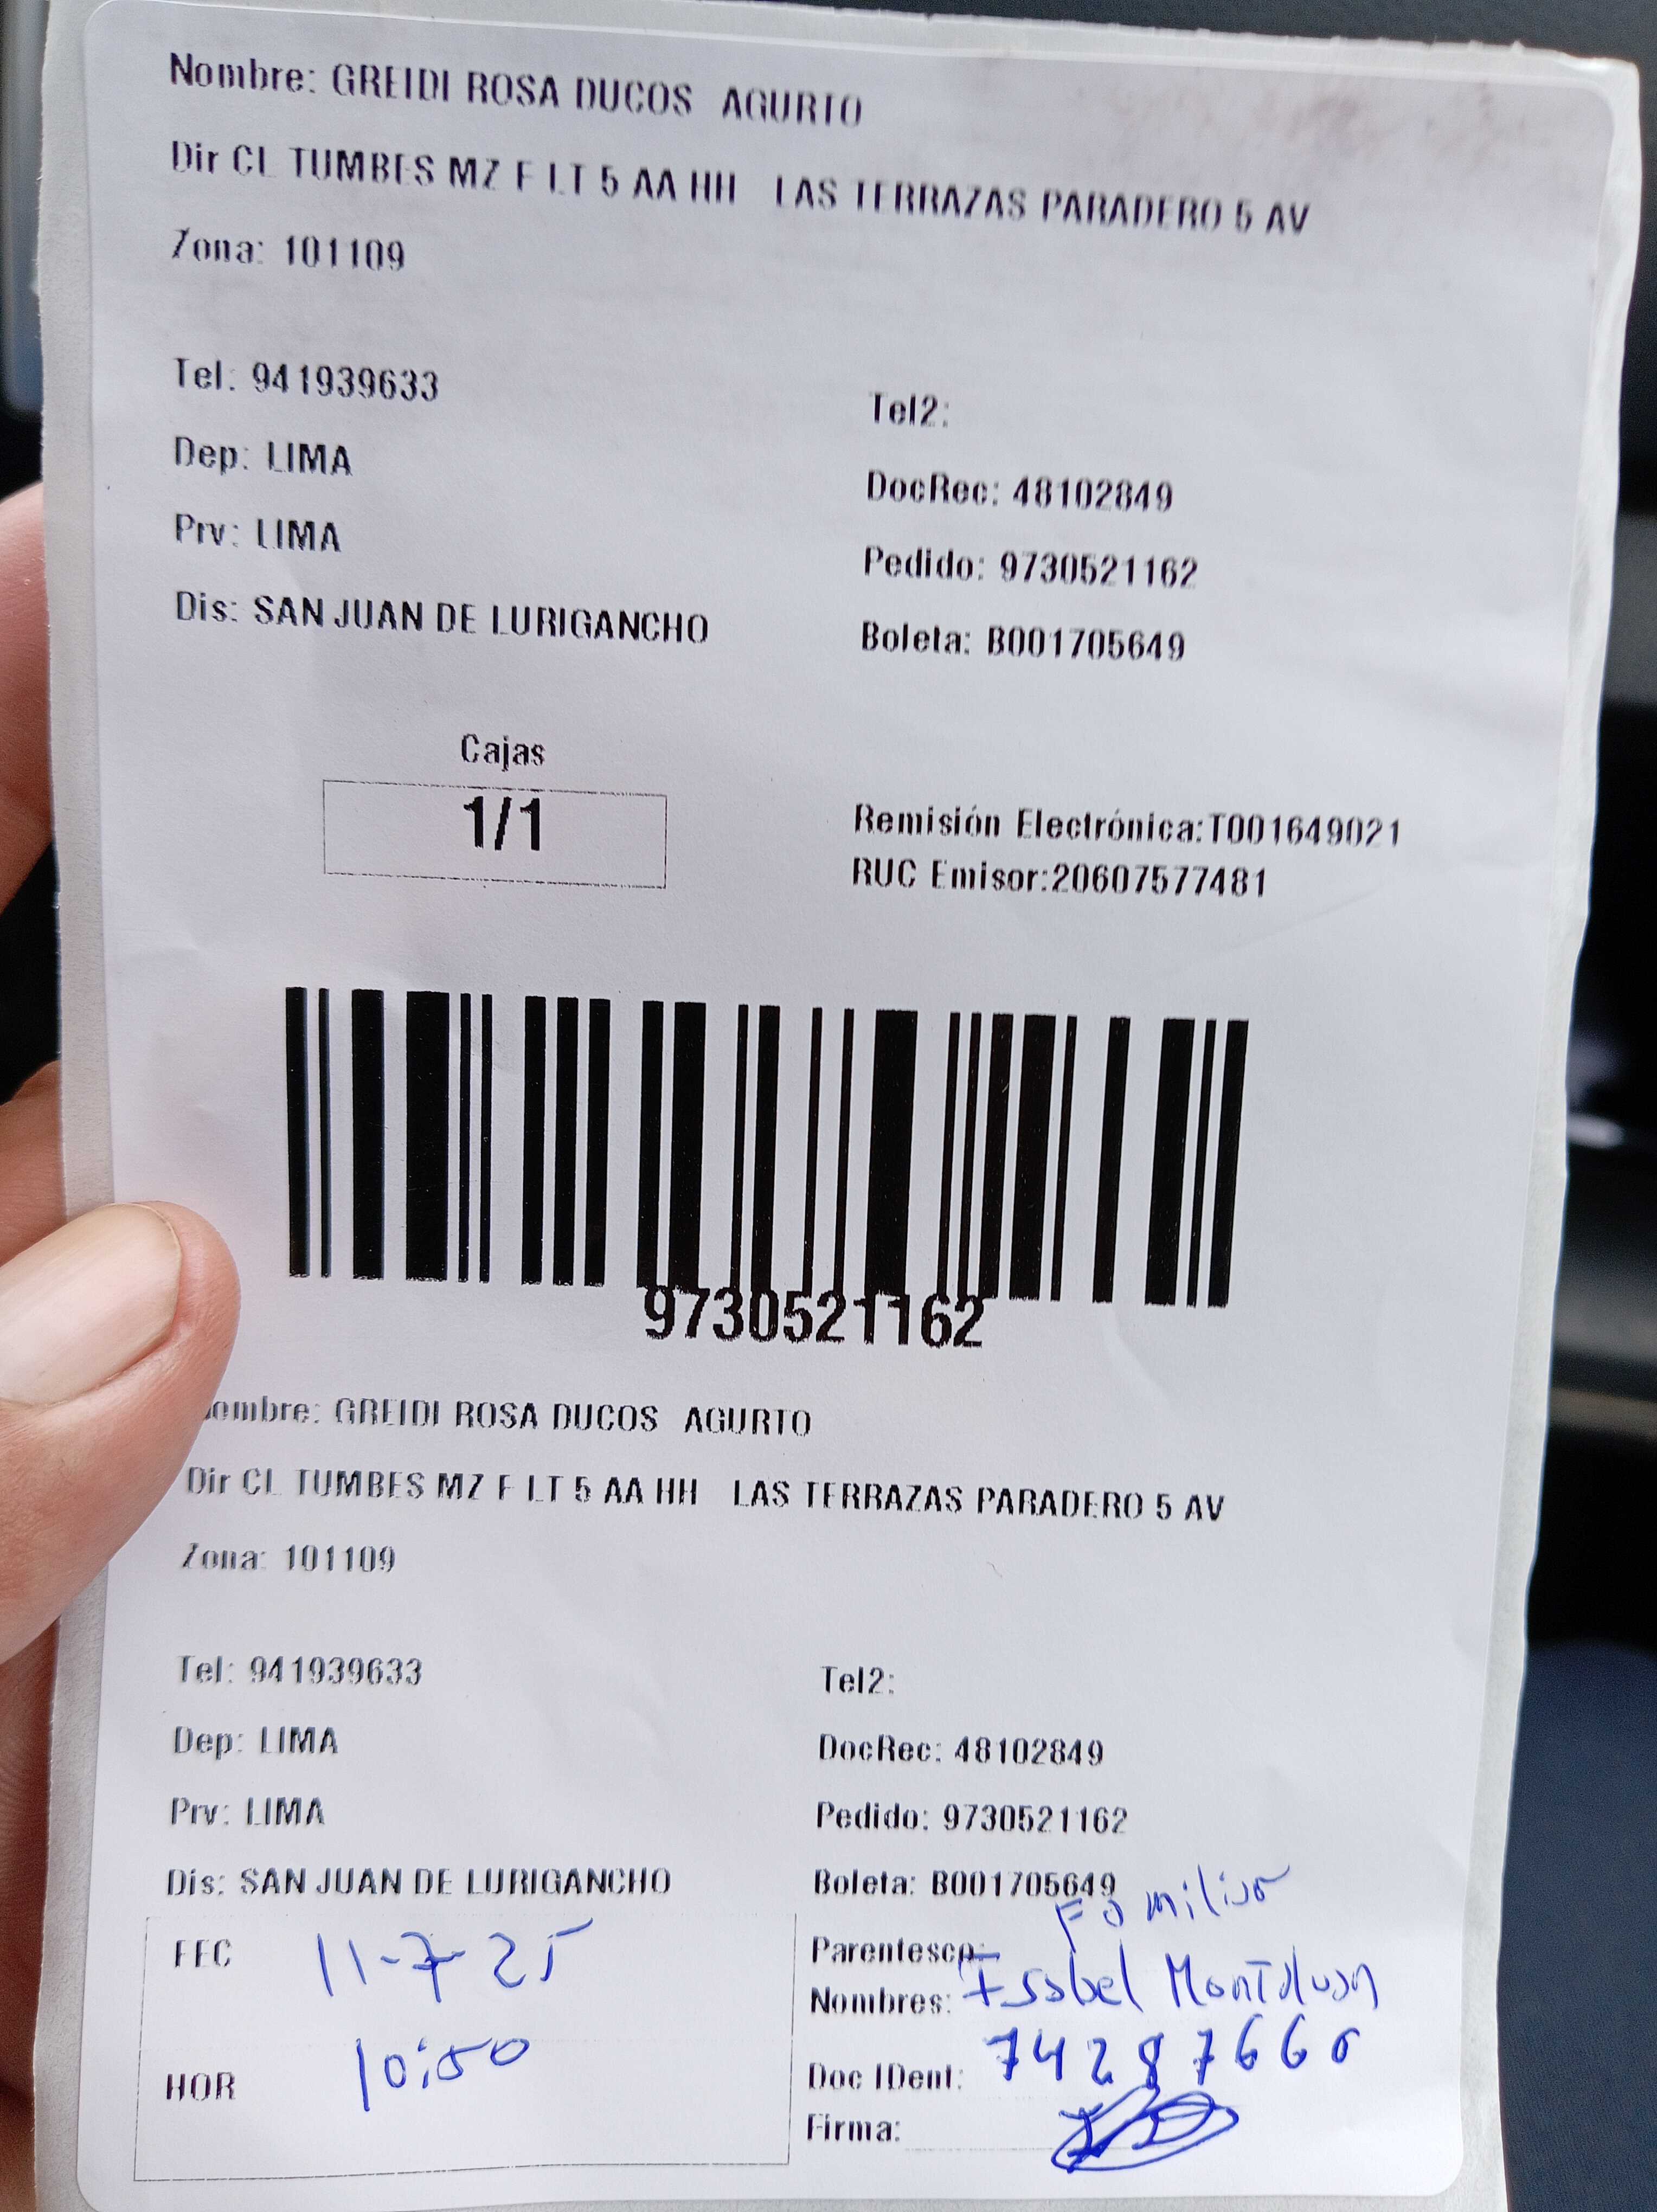 Nombre: GREIDI ROSA DUCOS AGURTO
Dir CL TUMBES MZ F LT 5 AA HH LAS TERRAZAS PARADERO 5 AV
Zona: 101109
Tel: 941939633
Tel2:
Dep: LIMA
DocRec: 48102849
Prv: LIMA
Pedido: 9730521162
Dis: SAN JUAN DE LURIGANCHO
Boleta: B001705649
Cajas
1/1
Remisión Electrónica:T001649021
RUC Emisor:20607577481
9730521162
ombre: GREIDI ROSA DUCOS AGURTO
Dir CL TUMBES MZ F LT 5 AA HH LAS TERRAZAS PARADERO 5 AV
Zona: 101109
Tel: 941939633
Tel2:
Dep: LIMA
DocRec: 48102849
Prv: LIMA
Pedido: 9730521162
Dis: SAN JUAN DE LURIGANCHO
Boleta: B001705649
FEC 11-7-25
Parentesco: Familiar
Nombres: Isabel
HOR 10:50
Doc IDent: 74287666
Firma: